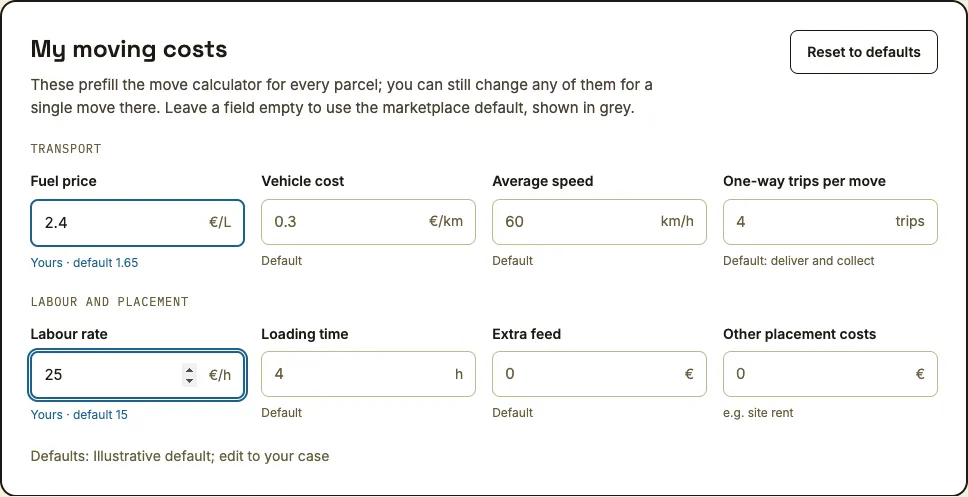 My moving costs
Reset to defaults
These prefill the move calculator for every parcel; you can still change any of them for a
single move there. Leave a field empty to use the marketplace default, shown in grey.
TRANSPORT
Fuel price
Vehicle cost
Average speed
One-way trips per move
2.4 €/L
0.3 €/km
60 km/h
4 trips
Yours · default 1.65
Default
Default
Default: deliver and collect
LABOUR AND PLACEMENT
Labour rate
Loading time
Extra feed
Other placement costs
25 €/h
4 h
0 €
0 €
Yours · default 15
Default
Default
e.g. site rent
Defaults: Illustrative default; edit to your case